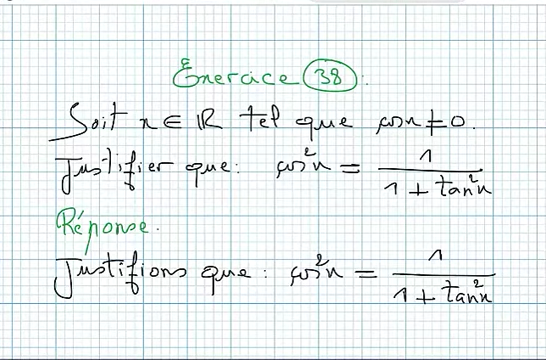 Exercice 38:
Soit x ∈ ℝ tel que cosx ≠ 0.
Justifier que: cos²x = 1 / (1 + tan²x)
Réponse.
Justifions que: cos²x = 1 / (1 + tan²x)